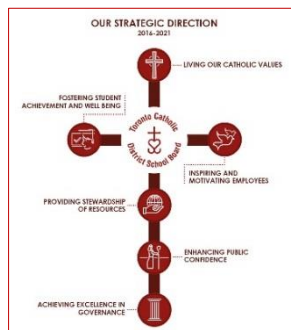 OUR STRATEGIC DIRECTION
2016-2021
LIVING OUR CATHOLIC VALUES
FOSTERING STUDENT
ACHIEVEMENT AND WELL BEING
Toronto Catholic
District School Board
INSPIRING AND
MOTIVATING EMPLOYEES
PROVIDING STEWARDSHIP
OF RESOURCES
ENHANCING PUBLIC
CONFIDENCE
ACHIEVING EXCELLENCE IN
GOVERNANCE